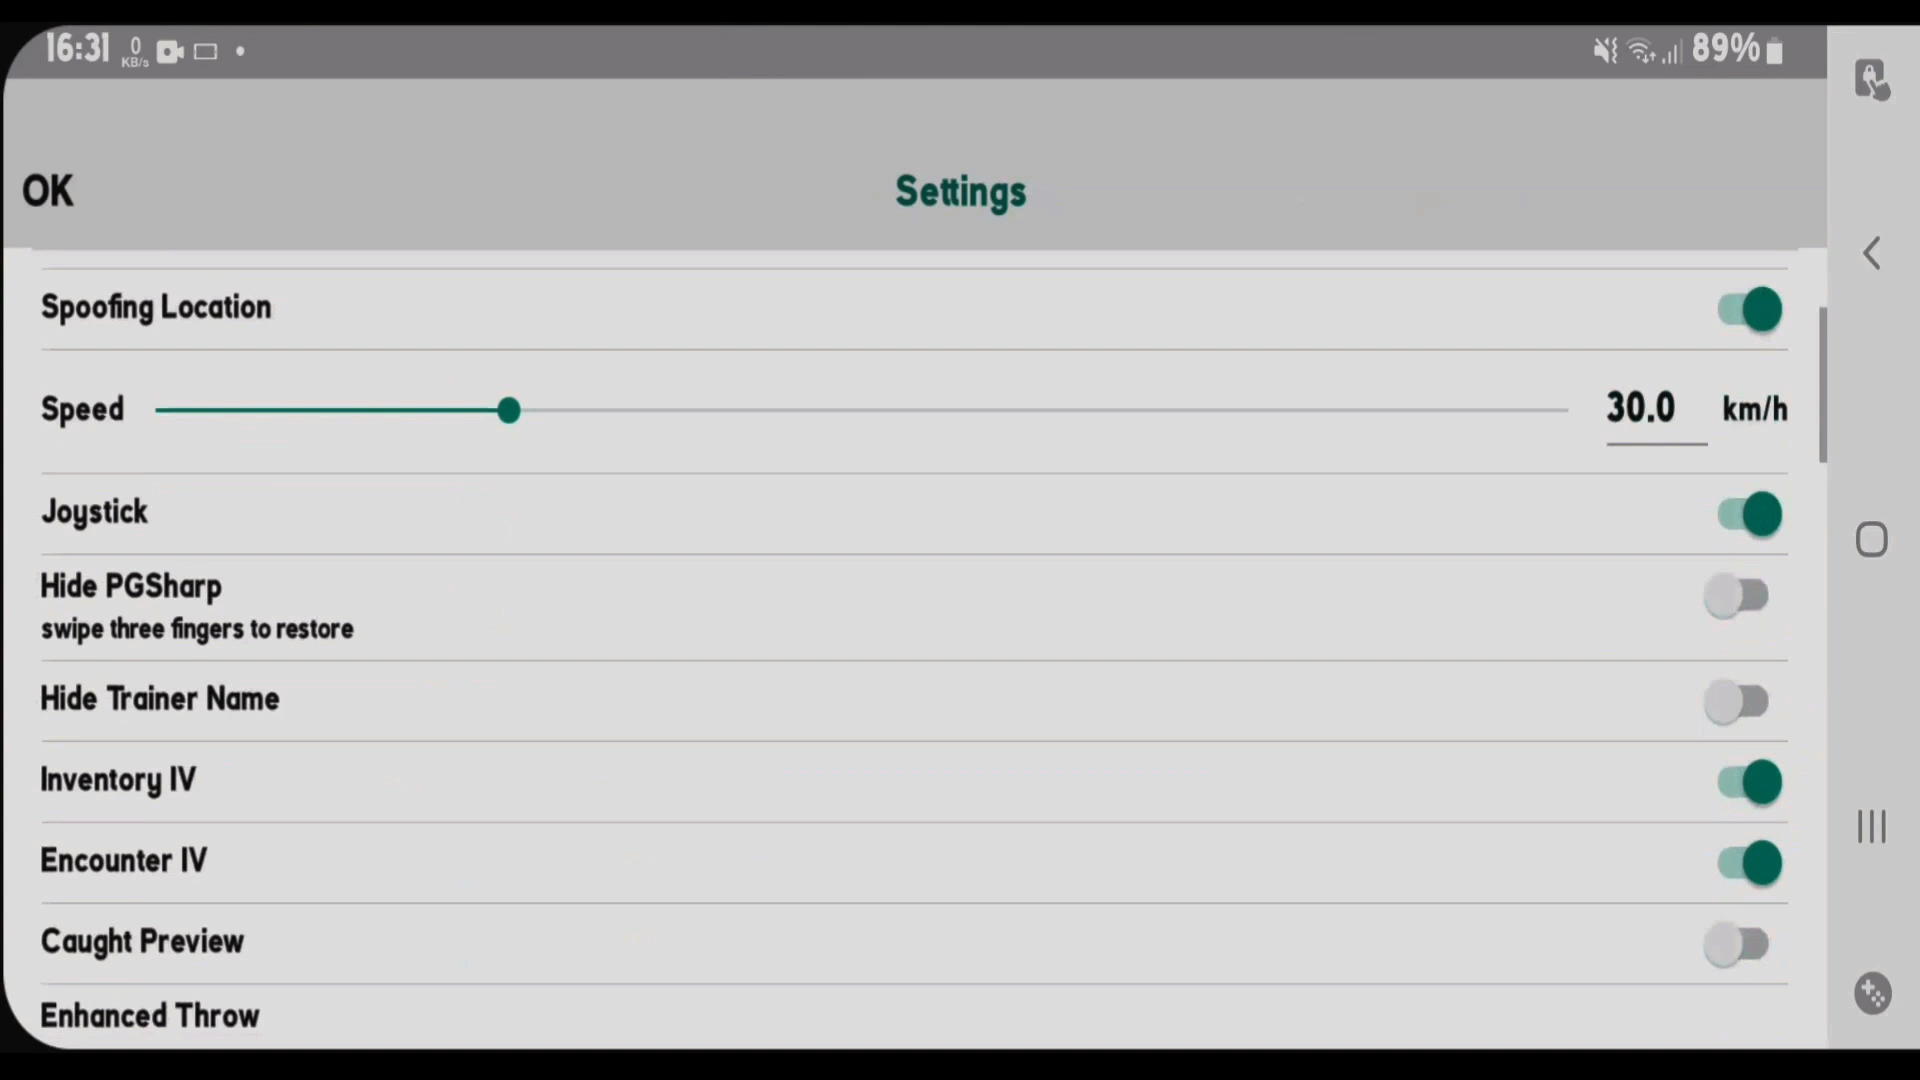 16:31 0 KB/s 89%
OK Settings
Spoofing Location
Speed 30.0 km/h
Joystick
Hide PGSharp
swipe three fingers to restore
Hide Trainer Name
Inventory IV
Encounter IV
Caught Preview
Enhanced Throw